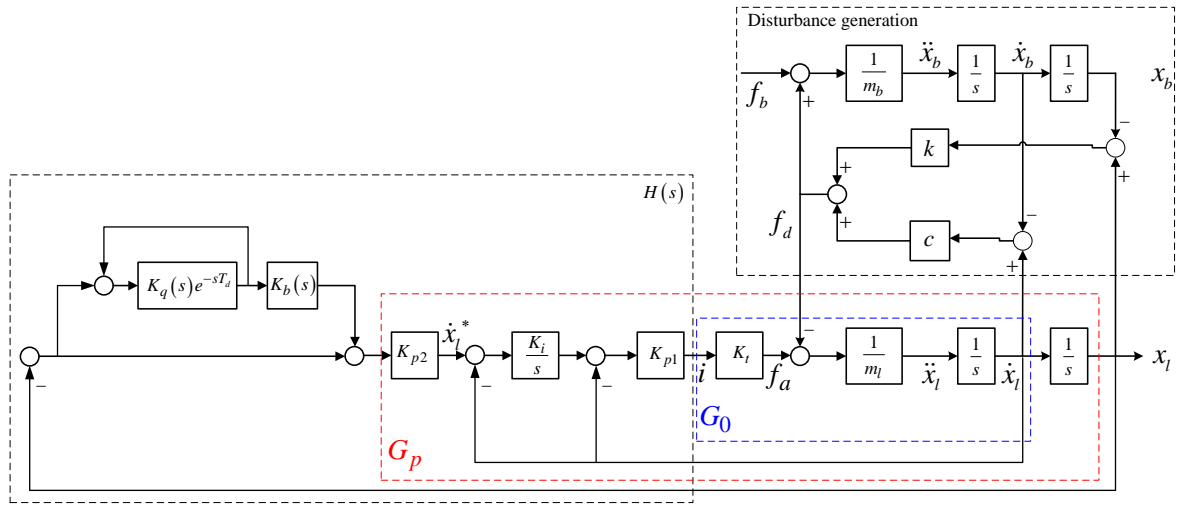 Disturbance generation
f_b
+
1/m_b
ẍ_b
1/s
ẋ_b
1/s
x_b
−
k
+
+
H(s)
f_d
+
−
c
+
K_q(s)e^{-sT_d}
K_b(s)
−
K_{p2}
ẋ_l^*
K_i/s
K_{p1}
K_t
−
1/m_l
1/s
1/s
x_l
−
−
−
i
f_a
ẍ_l
ẋ_l
G_0
G_p